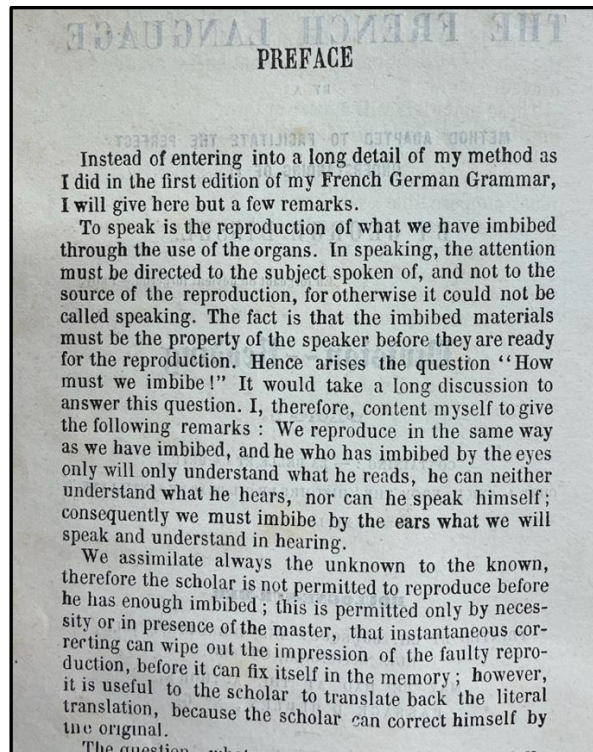 THE FRENCH LANGUAGE
PREFACE
BY A
METHOD ADAPTED TO FACILITATE THE PERFECT
Instead of entering into a long detail of my method as
I did in the first edition of my French German Grammar,
I will give here but a few remarks.
To speak is the reproduction of what we have imbibed
through the use of the organs. In speaking, the attention
must be directed to the subject spoken of, and not to the
source of the reproduction, for otherwise it could not be
called speaking. The fact is that the imbibed materials
must be the property of the speaker before they are ready
for the reproduction. Hence arises the question “How
must we imbibe!” It would take a long discussion to
answer this question. I, therefore, content myself to give
the following remarks : We reproduce in the same way
as we have imbibed, and he who has imbibed by the eyes
only will only understand what he reads, he can neither
understand what he hears, nor can he speak himself;
consequently we must imbibe by the ears what we will
speak and understand in hearing.
We assimilate always the unknown to the known,
therefore the scholar is not permitted to reproduce before
he has enough imbibed ; this is permitted only by neces-
sity or in presence of the master, that instantaneous cor-
recting can wipe out the impression of the faulty repro-
duction, before it can fix itself in the memory ; however,
it is useful to the scholar to translate back the literal
translation, because the scholar can correct himself by
the original.
The question